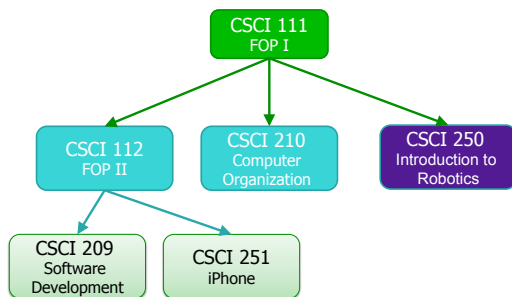 CSCI 111
FOP I
CSCI 112
FOP II
CSCI 210
Computer
Organization
CSCI 250
Introduction to
Robotics
CSCI 209
Software
Development
CSCI 251
iPhone